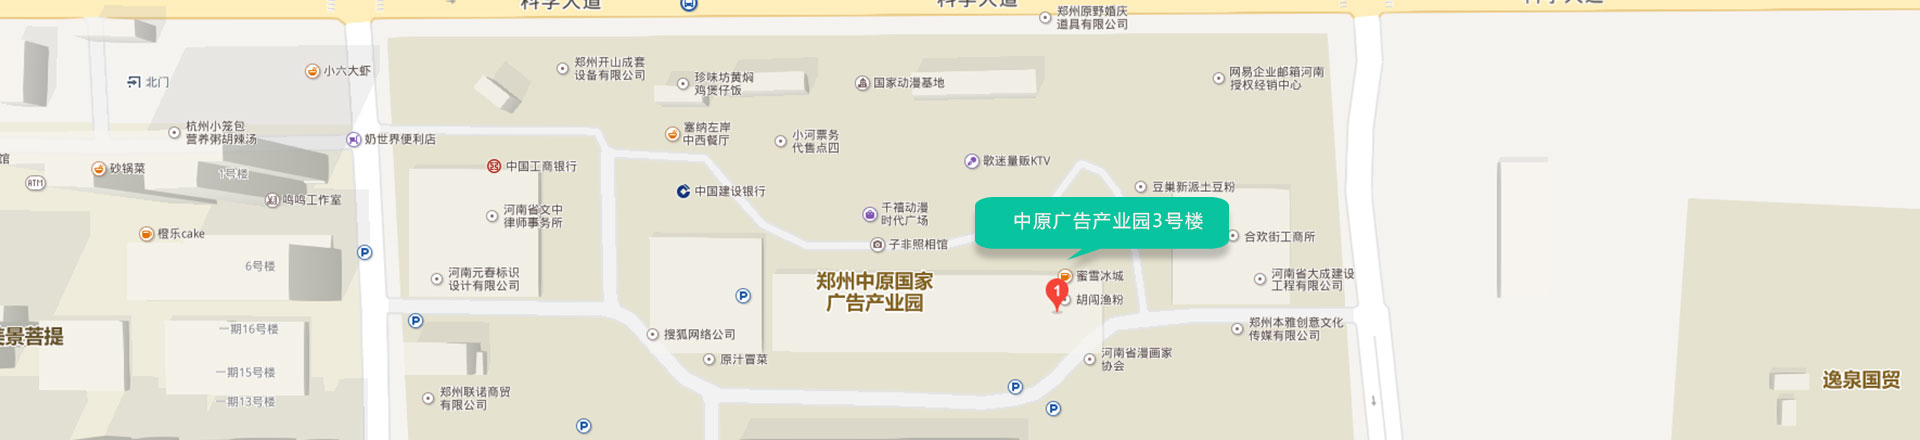 科学大道
科学大道
科学大道
郑州原野婚庆
道具有限公司
小六大虾
北门
郑州开山成套
设备有限公司
珍味坊黄焖
鸡煲仔饭
国家动漫基地
网易企业邮箱河南
授权经销中心
杭州小笼包
营养粥胡辣汤
奶世界便利店
塞纳左岸
中西餐厅
小河票务
代售点四
馆
砂锅菜
1号楼
中国工商银行
歌迷量贩KTV
ATM
鸣鸣工作室
中国建设银行
豆巢新派土豆粉
河南省文中
律师事务所
千禧动漫
时代广场
中原广告产业园3号楼
橙乐cake
子非照相馆
合欢街工商所
P
6号楼
河南元春标识
设计有限公司
郑州中原国家
广告产业园
蜜雪冰城
河南省大成建设
工程有限公司
P
1
胡闯渔粉
P
一期16号楼
美景菩提
搜狐网络公司
郑州本雅创意文化
传媒有限公司
原汁冒菜
河南省漫画家
协会
一期15号楼
逸泉国贸
P
郑州联诺商贸
有限公司
一期13号楼
P
P